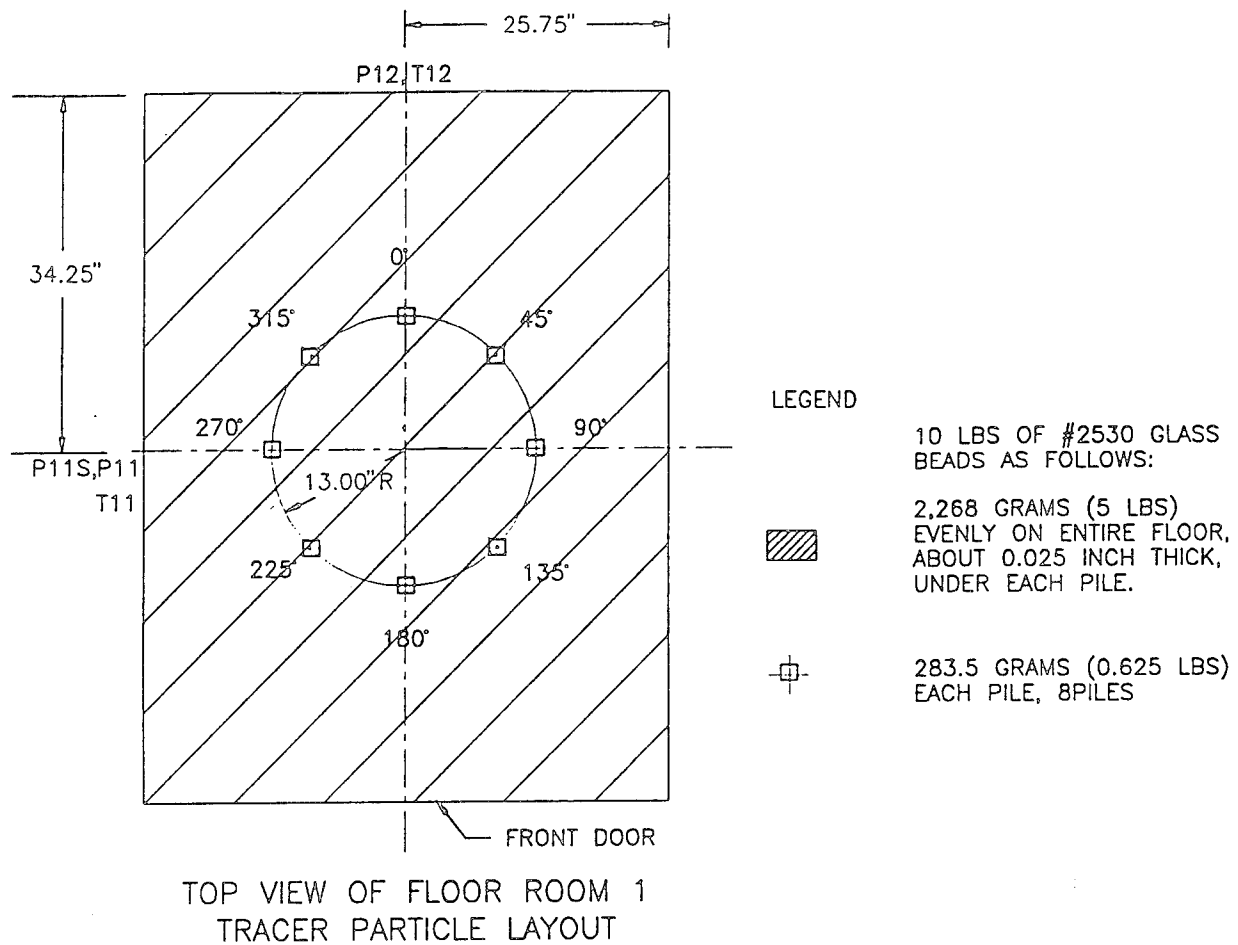 25.75"
P12, T12
34.25"
0°
315°
45°
270°
90°
P11S,P11
T11
13.00" R
225°
135°
180°
FRONT DOOR
TOP VIEW OF FLOOR ROOM 1
TRACER PARTICLE LAYOUT
LEGEND
10 LBS OF #2530 GLASS
BEADS AS FOLLOWS:
2,268 GRAMS (5 LBS)
EVENLY ON ENTIRE FLOOR,
ABOUT 0.025 INCH THICK,
UNDER EACH PILE.
283.5 GRAMS (0.625 LBS)
EACH PILE, 8PILES